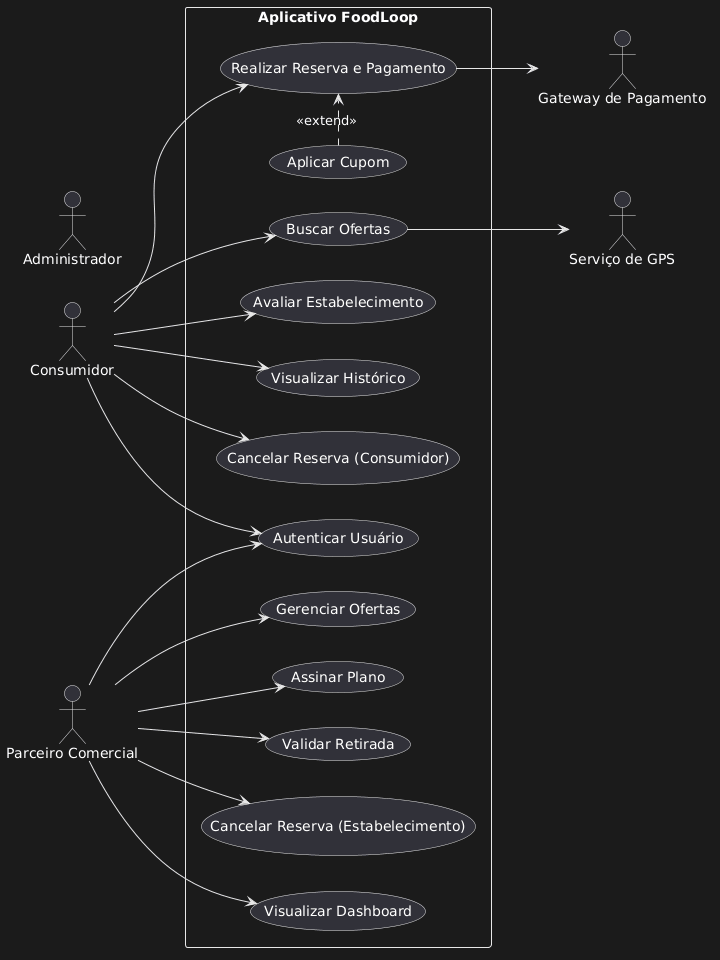 Aplicativo FoodLoop
Realizar Reserva e Pagamento
Gateway de Pagamento
«extend»
Aplicar Cupom
Buscar Ofertas
Administrador
Serviço de GPS
Avaliar Estabelecimento
Consumidor
Visualizar Histórico
Cancelar Reserva (Consumidor)
Autenticar Usuário
Gerenciar Ofertas
Assinar Plano
Validar Retirada
Parceiro Comercial
Cancelar Reserva (Estabelecimento)
Visualizar Dashboard